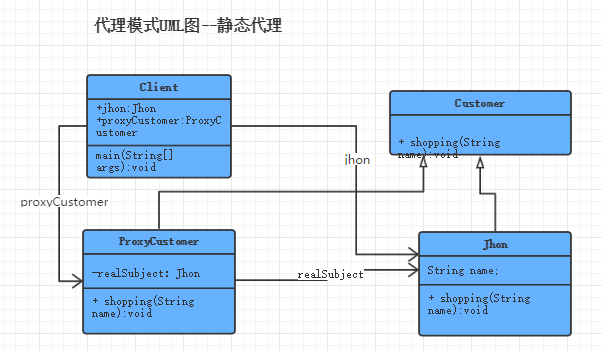 代理模式UML图--静态代理
Client
+jhon:Jhon
+proxyCustomer:ProxyC
ustomer
main(String[]
args):void
Customer
+ shopping(String
name):void
jhon
proxyCustomer
ProxyCustomer
-realSubject: Jhon
+ shopping(String
name):void
realSubject
Jhon
String name;
+ shopping(String
name):void